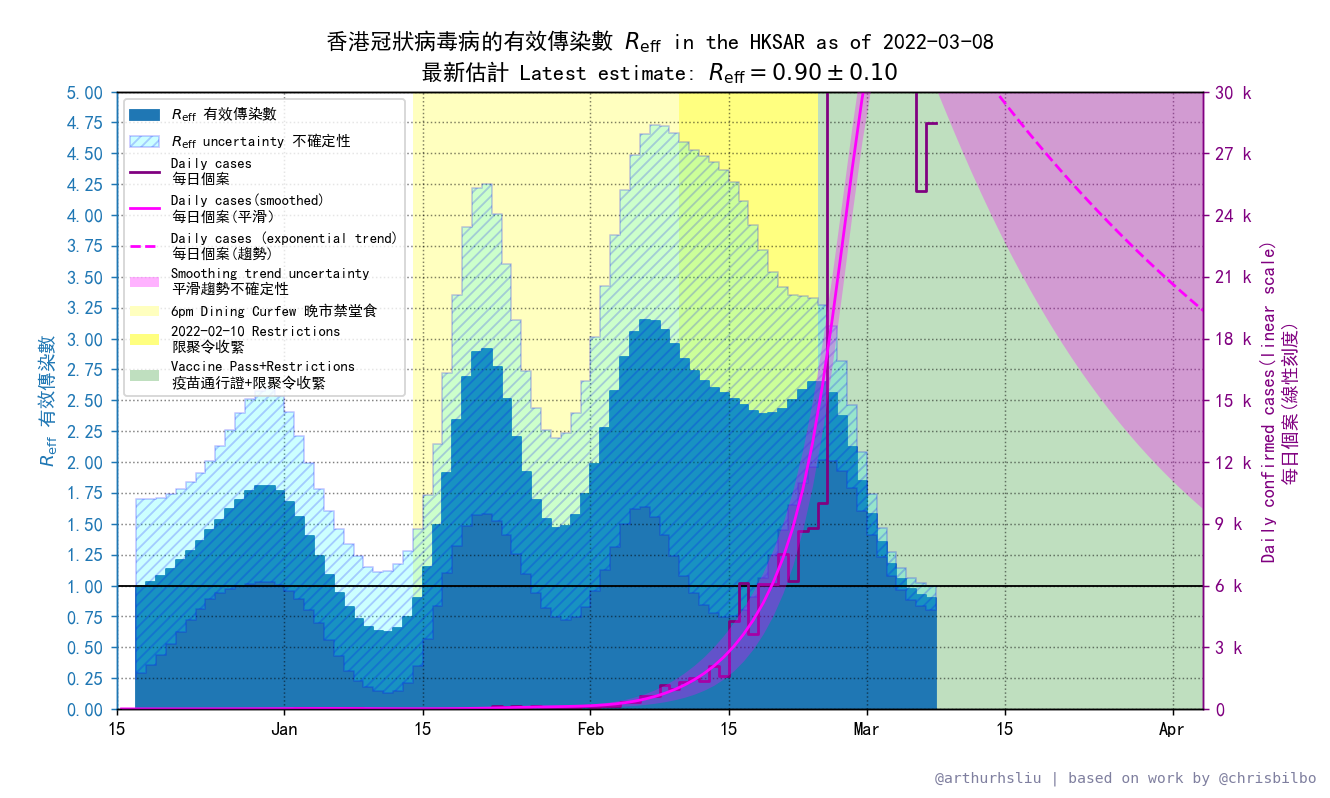 香港冠狀病毒病的有效傳染數 Reff in the HKSAR as of 2022-03-08
最新估計 Latest estimate: Reff = 0.90 ± 0.10
5.00
4.75
4.50
4.25
4.00
3.75
3.50
3.25
3.00
2.75
2.50
2.25
2.00
1.75
1.50
1.25
1.00
0.75
0.50
0.25
0.00
Reff 有效傳染數
Reff 有效傳染數
Reff uncertainty 不確定性
Daily cases
每日個案
Daily cases(smoothed)
每日個案(平滑)
Daily cases (exponential trend)
每日個案(趨勢)
Smoothing trend uncertainty
平滑趨勢不確定性
6pm Dining Curfew 晚市禁堂食
2022-02-10 Restrictions
限聚令收緊
Vaccine Pass+Restrictions
疫苗通行證+限聚令收緊
30 k
27 k
24 k
21 k
18 k
15 k
12 k
9 k
6 k
3 k
0
Daily confirmed cases(linear scale)
每日個案(線性刻度)
15
Jan
15
Feb
15
Mar
15
Apr
@arthurhsliu | based on work by @chrisbilbo